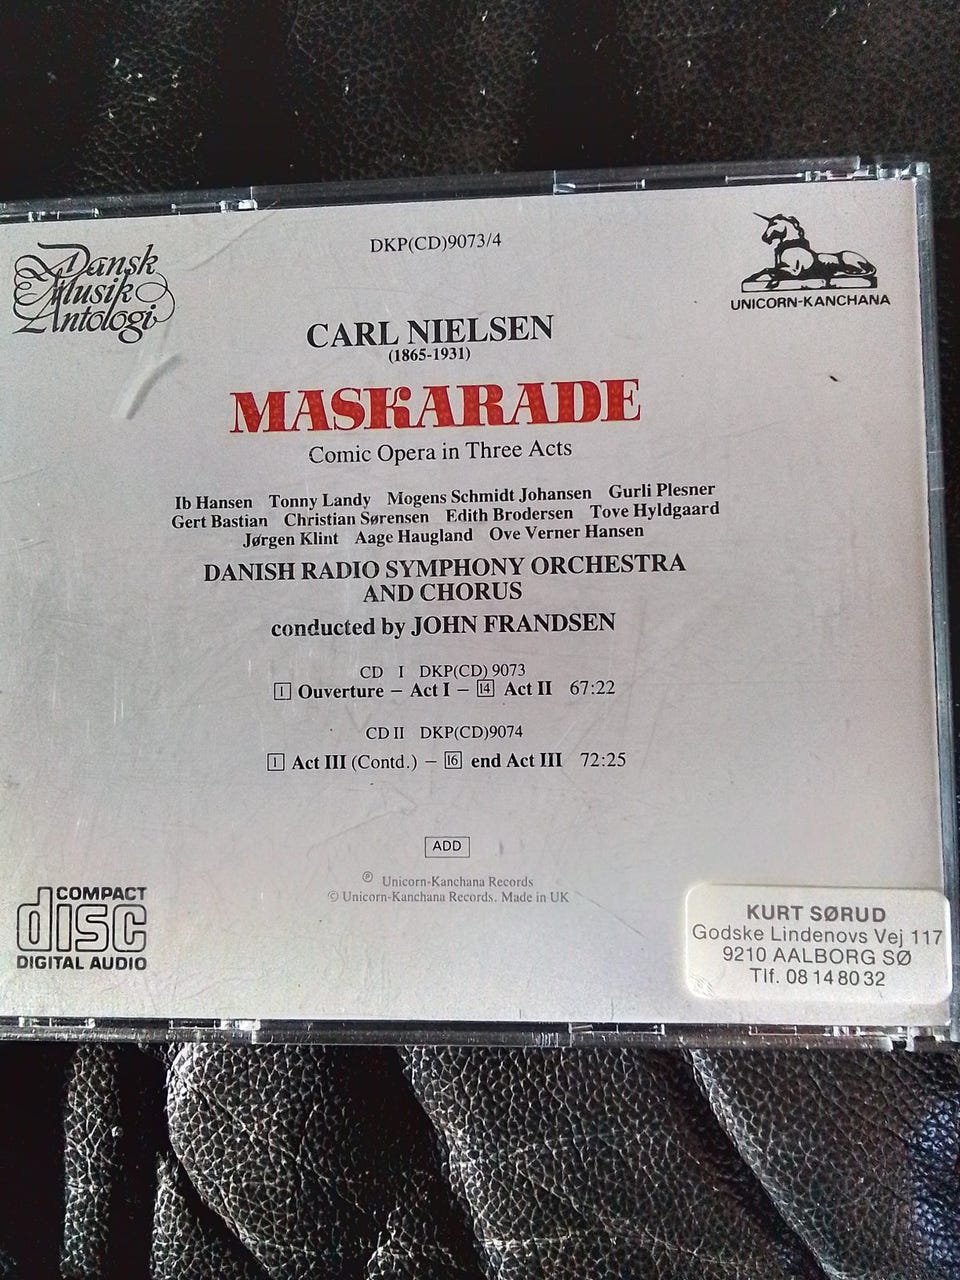 DKP(CD)9073/4
Dansk
Musik
Antologi
UNICORN-KANCHANA
CARL NIELSEN
(1865-1931)
MASKARADE
Comic Opera in Three Acts
Ib Hansen Tonny Landy Mogens Schmidt Johansen Gurli Plesner
Gert Bastian Christian Sørensen Edith Brodersen Tove Hyldgaard
Jørgen Klint Aage Haugland Ove Verner Hansen
DANISH RADIO SYMPHONY ORCHESTRA
AND CHORUS
conducted by JOHN FRANDSEN
CD I DKP(CD) 9073
1 Ouverture – Act I – 14 Act II 67:22
CD II DKP(CD)9074
1 Act III (Contd.) – 16 end Act III 72:25
ADD
℗ Unicorn-Kanchana Records
© Unicorn-Kanchana Records. Made in UK
COMPACT
disc
DIGITAL AUDIO
KURT SØRUD
Godske Lindenovs Vej 117
9210 AALBORG SØ
Tlf. 08 14 80 32